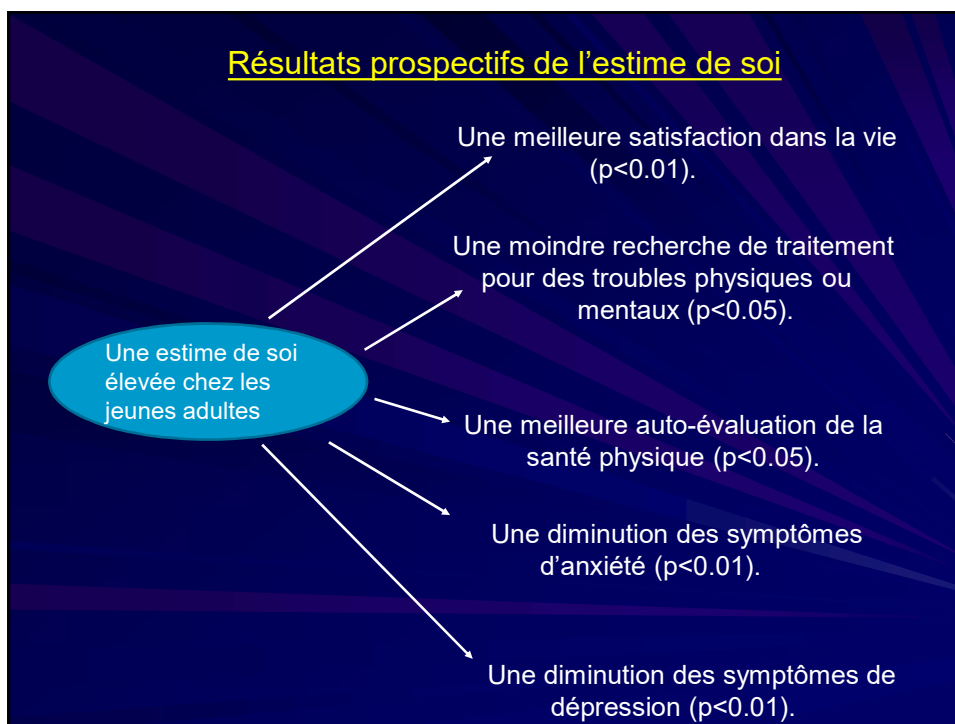 Résultats prospectifs de l'estime de soi
Une meilleure satisfaction dans la vie
(p<0.01).
Une moindre recherche de traitement
pour des troubles physiques ou
mentaux (p<0.05).
Une estime de soi
élevée chez les
jeunes adultes
Une meilleure auto-évaluation de la
santé physique (p<0.05).
Une diminution des symptômes
d'anxiété (p<0.01).
Une diminution des symptômes de
dépression (p<0.01).